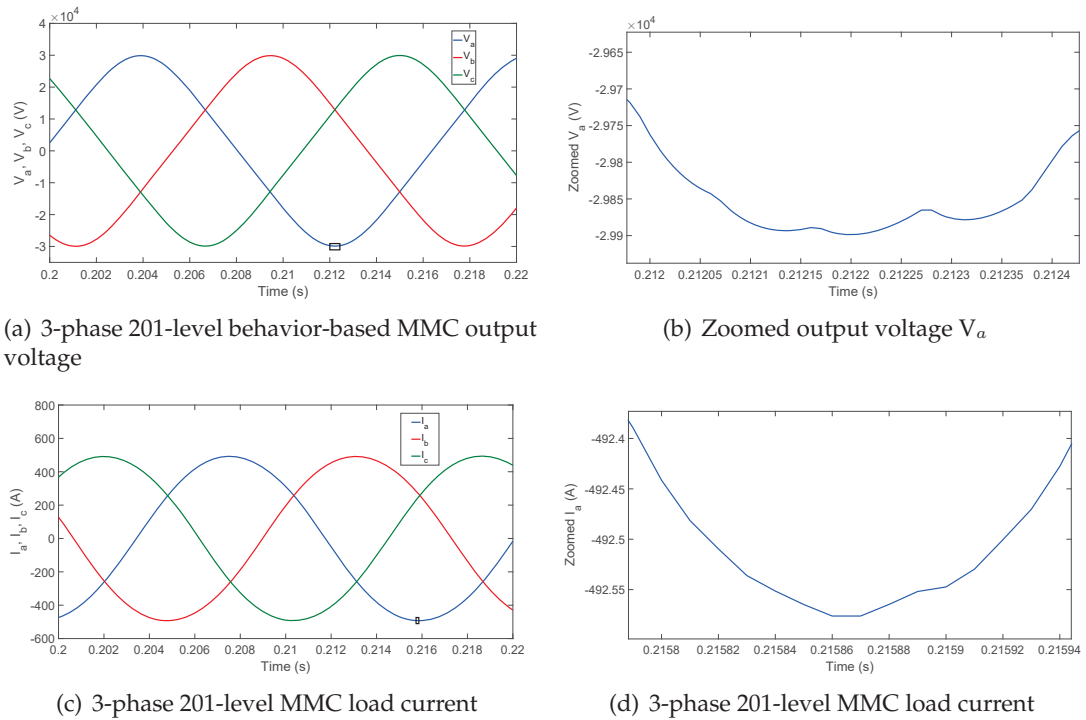 × 10⁴
4
3
2
1
0
-1
-2
-3
V_a, V_b, V_c (V)
V_a
V_b
V_c
0.2 0.202 0.204 0.206 0.208 0.21 0.212 0.214 0.216 0.218 0.22
Time (s)
(a) 3-phase 201-level behavior-based MMC output
voltage
× 10⁴
-2.965
-2.97
-2.975
-2.98
-2.985
-2.99
Zoomed V_a (V)
0.212 0.21205 0.2121 0.21215 0.2122 0.21225 0.2123 0.21235 0.2124
Time (s)
(b) Zoomed output voltage V_a
800
600
400
200
0
-200
-400
-600
I_a, I_b, I_c (A)
I_a
I_b
I_c
0.2 0.202 0.204 0.206 0.208 0.21 0.212 0.214 0.216 0.218 0.22
Time (s)
(c) 3-phase 201-level MMC load current
-492.4
-492.45
-492.5
-492.55
Zoomed I_a (A)
0.2158 0.21582 0.21584 0.21586 0.21588 0.2159 0.21592 0.21594
Time (s)
(d) 3-phase 201-level MMC load current